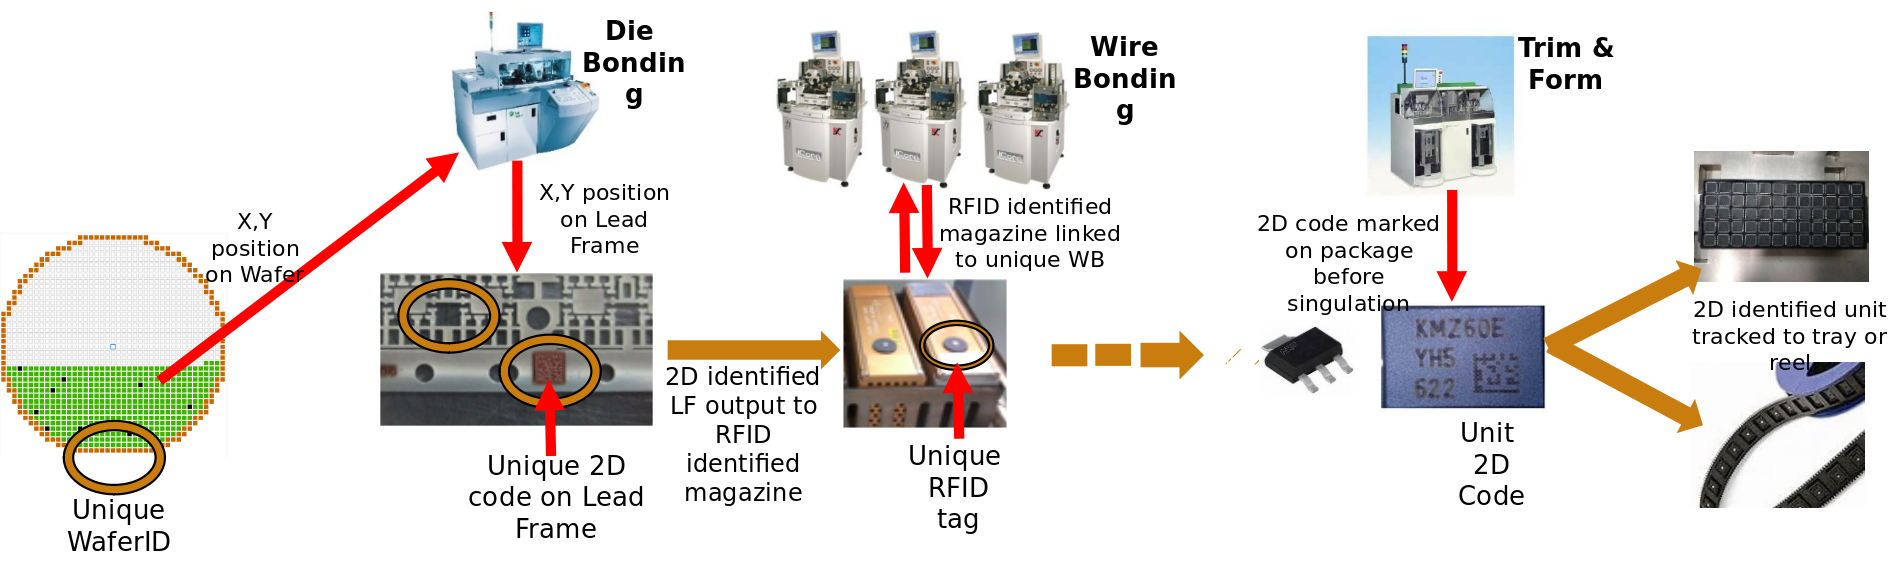 Die
Bondin
g
Wire
Bondin
g
Trim &
Form
X,Y
position
on Wafer
X,Y position
on Lead
Frame
RFID identified
magazine linked
to unique WB
2D code marked
on package
before
singulation
2D identified unit
tracked to tray or
reel
KMZ60E
YH5
622
2D identified
LF output to
RFID
identified
magazine
Unique
WaferID
Unique 2D
code on Lead
Frame
Unique
RFID
tag
Unit
2D
Code